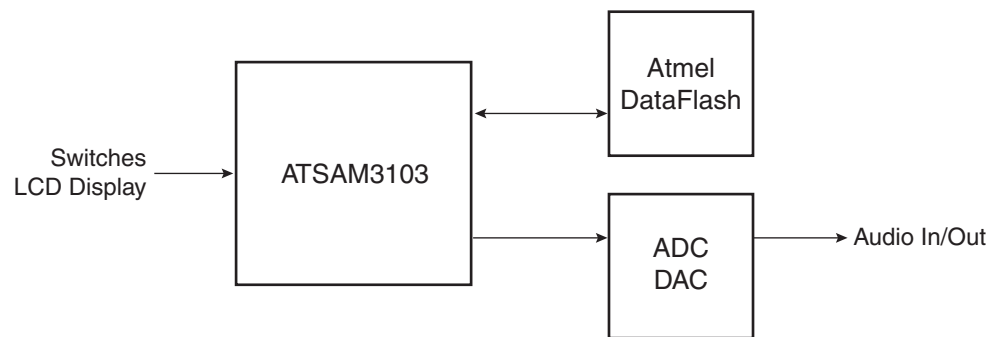 Switches
LCD Display
ATSAM3103
Atmel
DataFlash
ADC
DAC
Audio In/Out